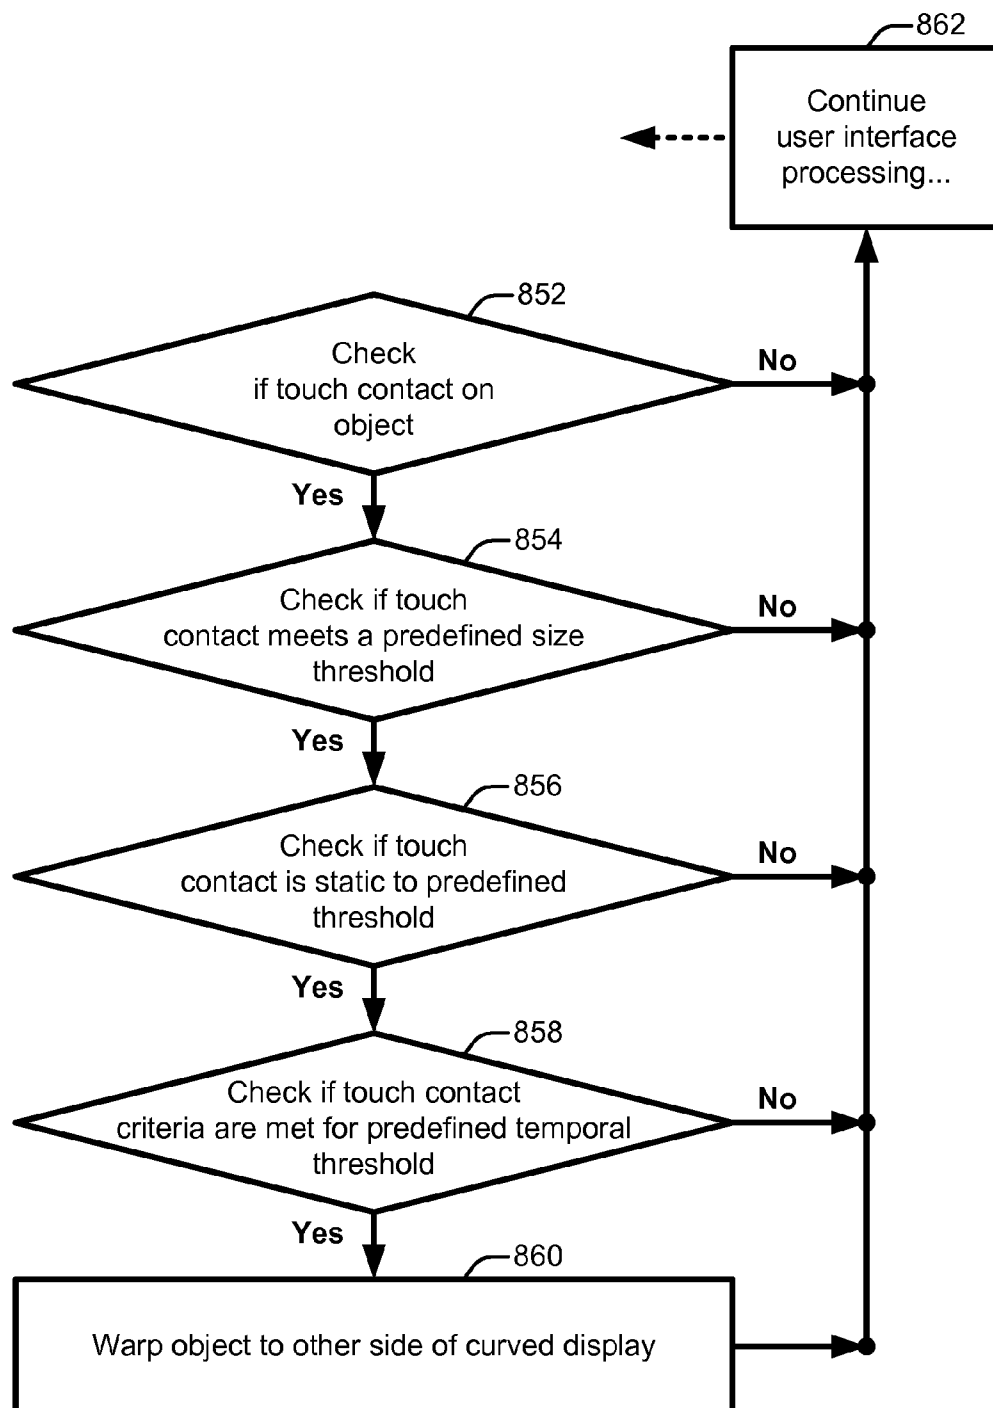 862
Continue
user interface
processing...
852
Check
if touch contact on
object
No
Yes
854
Check if touch
contact meets a predefined size
threshold
No
Yes
856
Check if touch
contact is static to predefined
threshold
No
Yes
858
Check if touch contact
criteria are met for predefined temporal
threshold
No
Yes
860
Warp object to other side of curved display